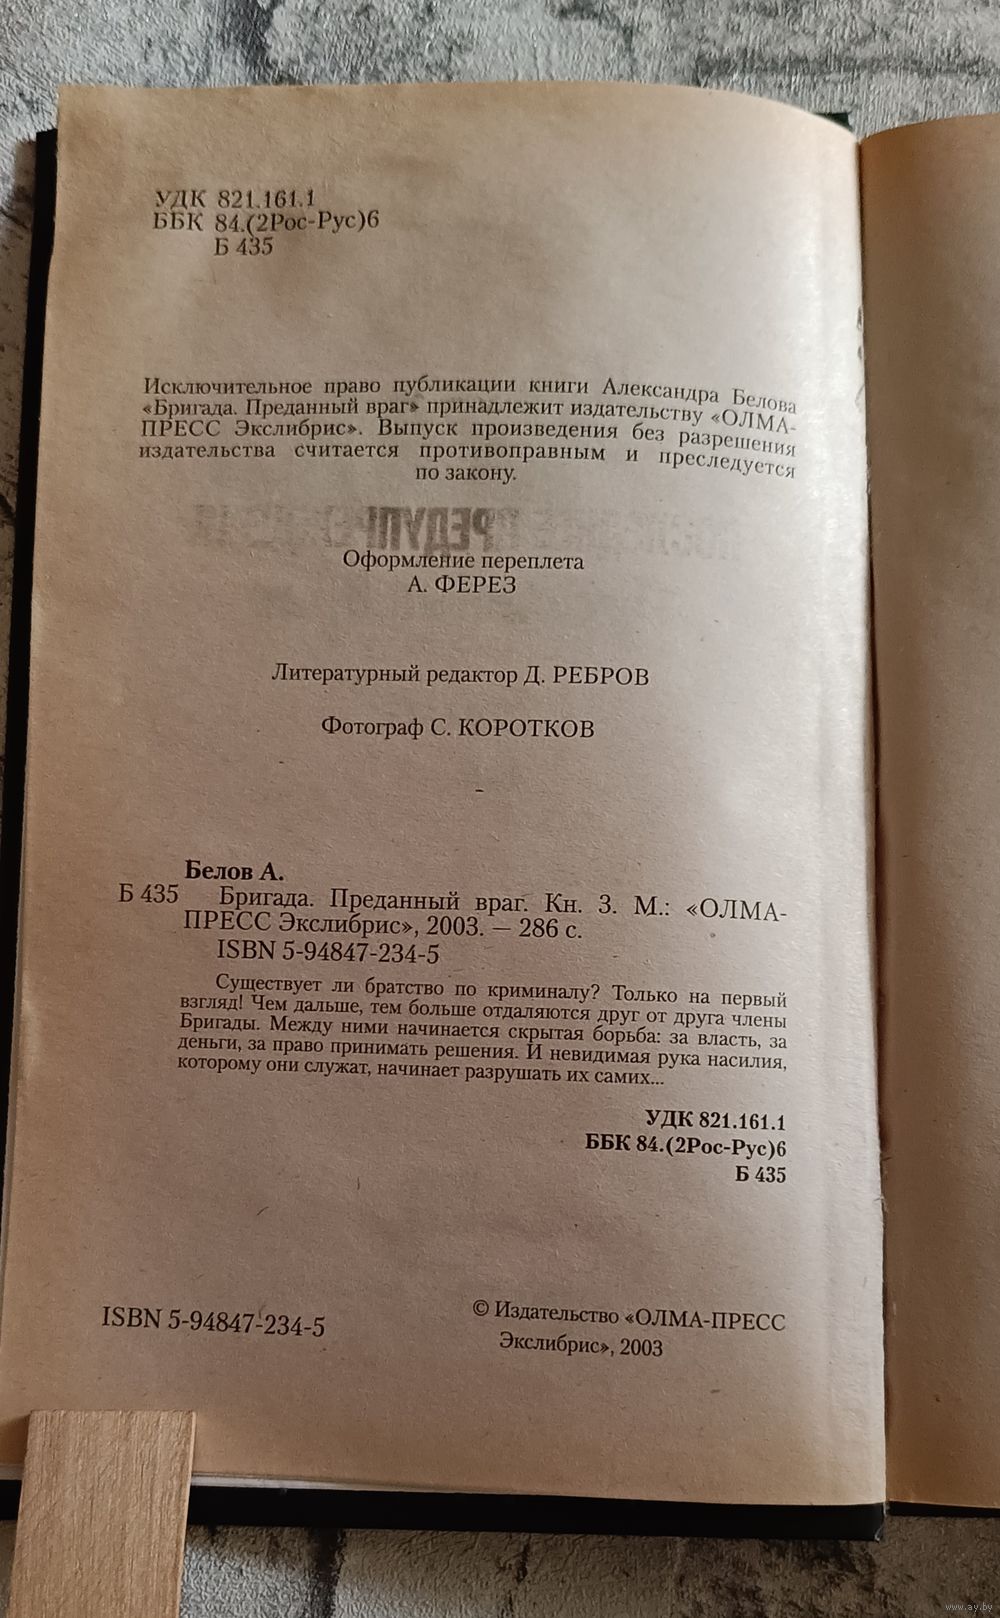 УДК 821.161.1
ББК 84.(2Рос-Рус)6
Б 435
Исключительное право публикации книги Александра Белова
«Бригада. Преданный враг» принадлежит издательству «ОЛМА-
ПРЕСС Экслибрис». Выпуск произведения без разрешения
издательства считается противоправным и преследуется
по закону.
Оформление переплета
А. ФЕРЕЗ
Литературный редактор Д. РЕБРОВ
Фотограф С. КОРОТКОВ
Белов А.
Б 435 Бригада. Преданный враг. Кн. 3. М.: «ОЛМА-
ПРЕСС Экслибрис», 2003. — 286 с.
ISBN 5-94847-234-5
Существует ли братство по криминалу? Только на первый
взгляд! Чем дальше, тем больше отдаляются друг от друга члены
Бригады. Между ними начинается скрытая борьба: за власть, за
деньги, за право принимать решения. И невидимая рука насилия,
которому они служат, начинает разрушать их самих...
УДК 821.161.1
ББК 84.(2Рос-Рус)6
Б 435
ISBN 5-94847-234-5
© Издательство «ОЛМА-ПРЕСС
Экслибрис», 2003
www.ay.by